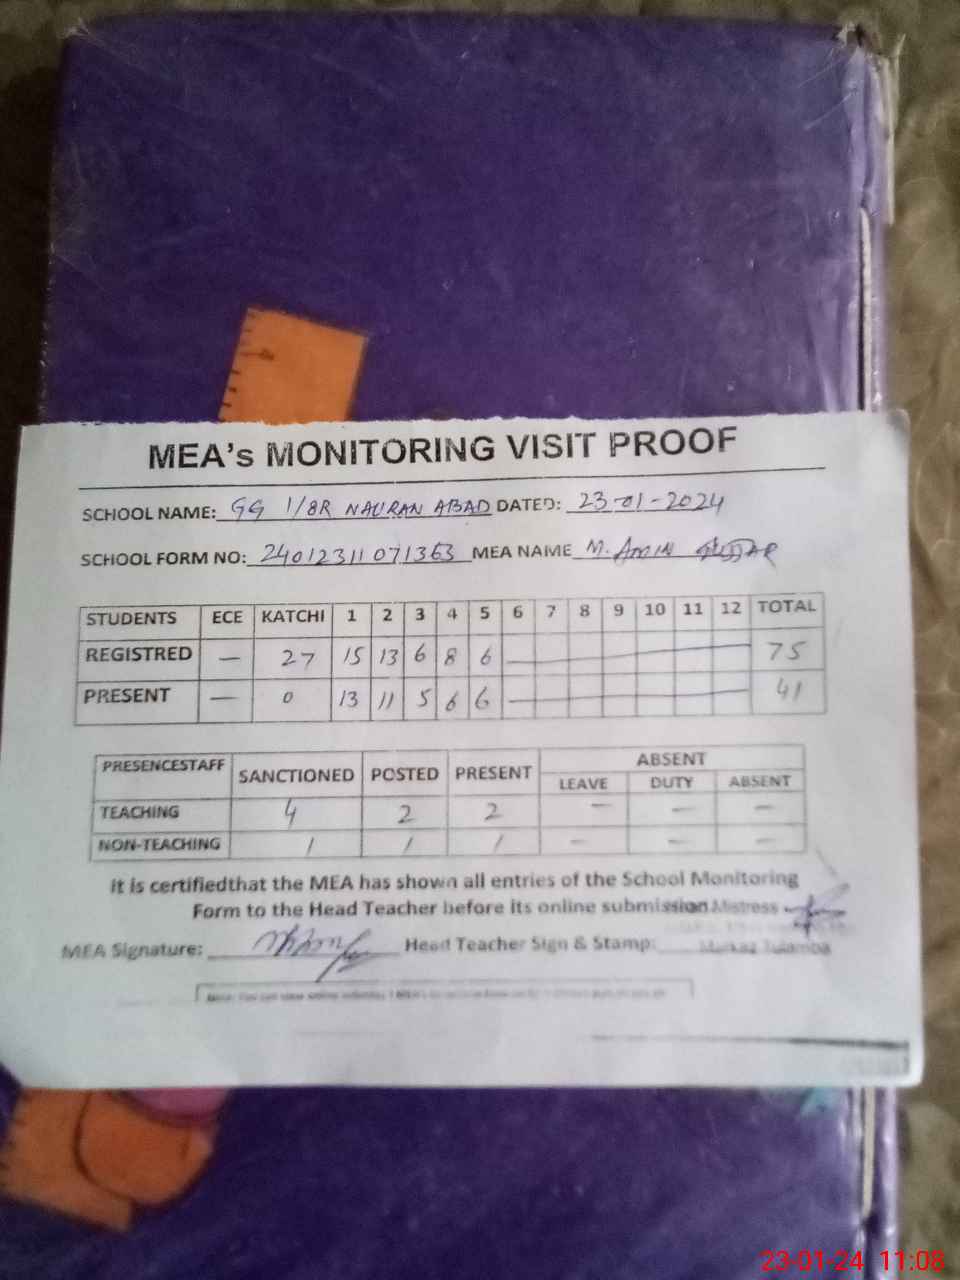 MEA's MONITORING VISIT PROOF
SCHOOL NAME: GG 1/8R NAURAN ABAD DATED: 23-01-2024
SCHOOL FORM NO: 24012311071363 MEA NAME M. AMIN
STUDENTS ECE KATCHI 1 2 3 4 5 6 7 8 9 10 11 12 TOTAL
REGISTRED — 27 15 13 6 8 6 — 75
PRESENT — 0 13 11 5 6 6 — 41
PRESENCESTAFF SANCTIONED POSTED PRESENT ABSENT
LEAVE DUTY ABSENT
TEACHING 4 2 2 — — —
NON-TEACHING 1 1 1 — — —
It is certifiedthat the MEA has shown all entries of the School Monitoring
Form to the Head Teacher before its online submission Mistress
MEA Signature: Head Teacher Sign & Stamp: Markaz Tulamba
23-01-24 11:08